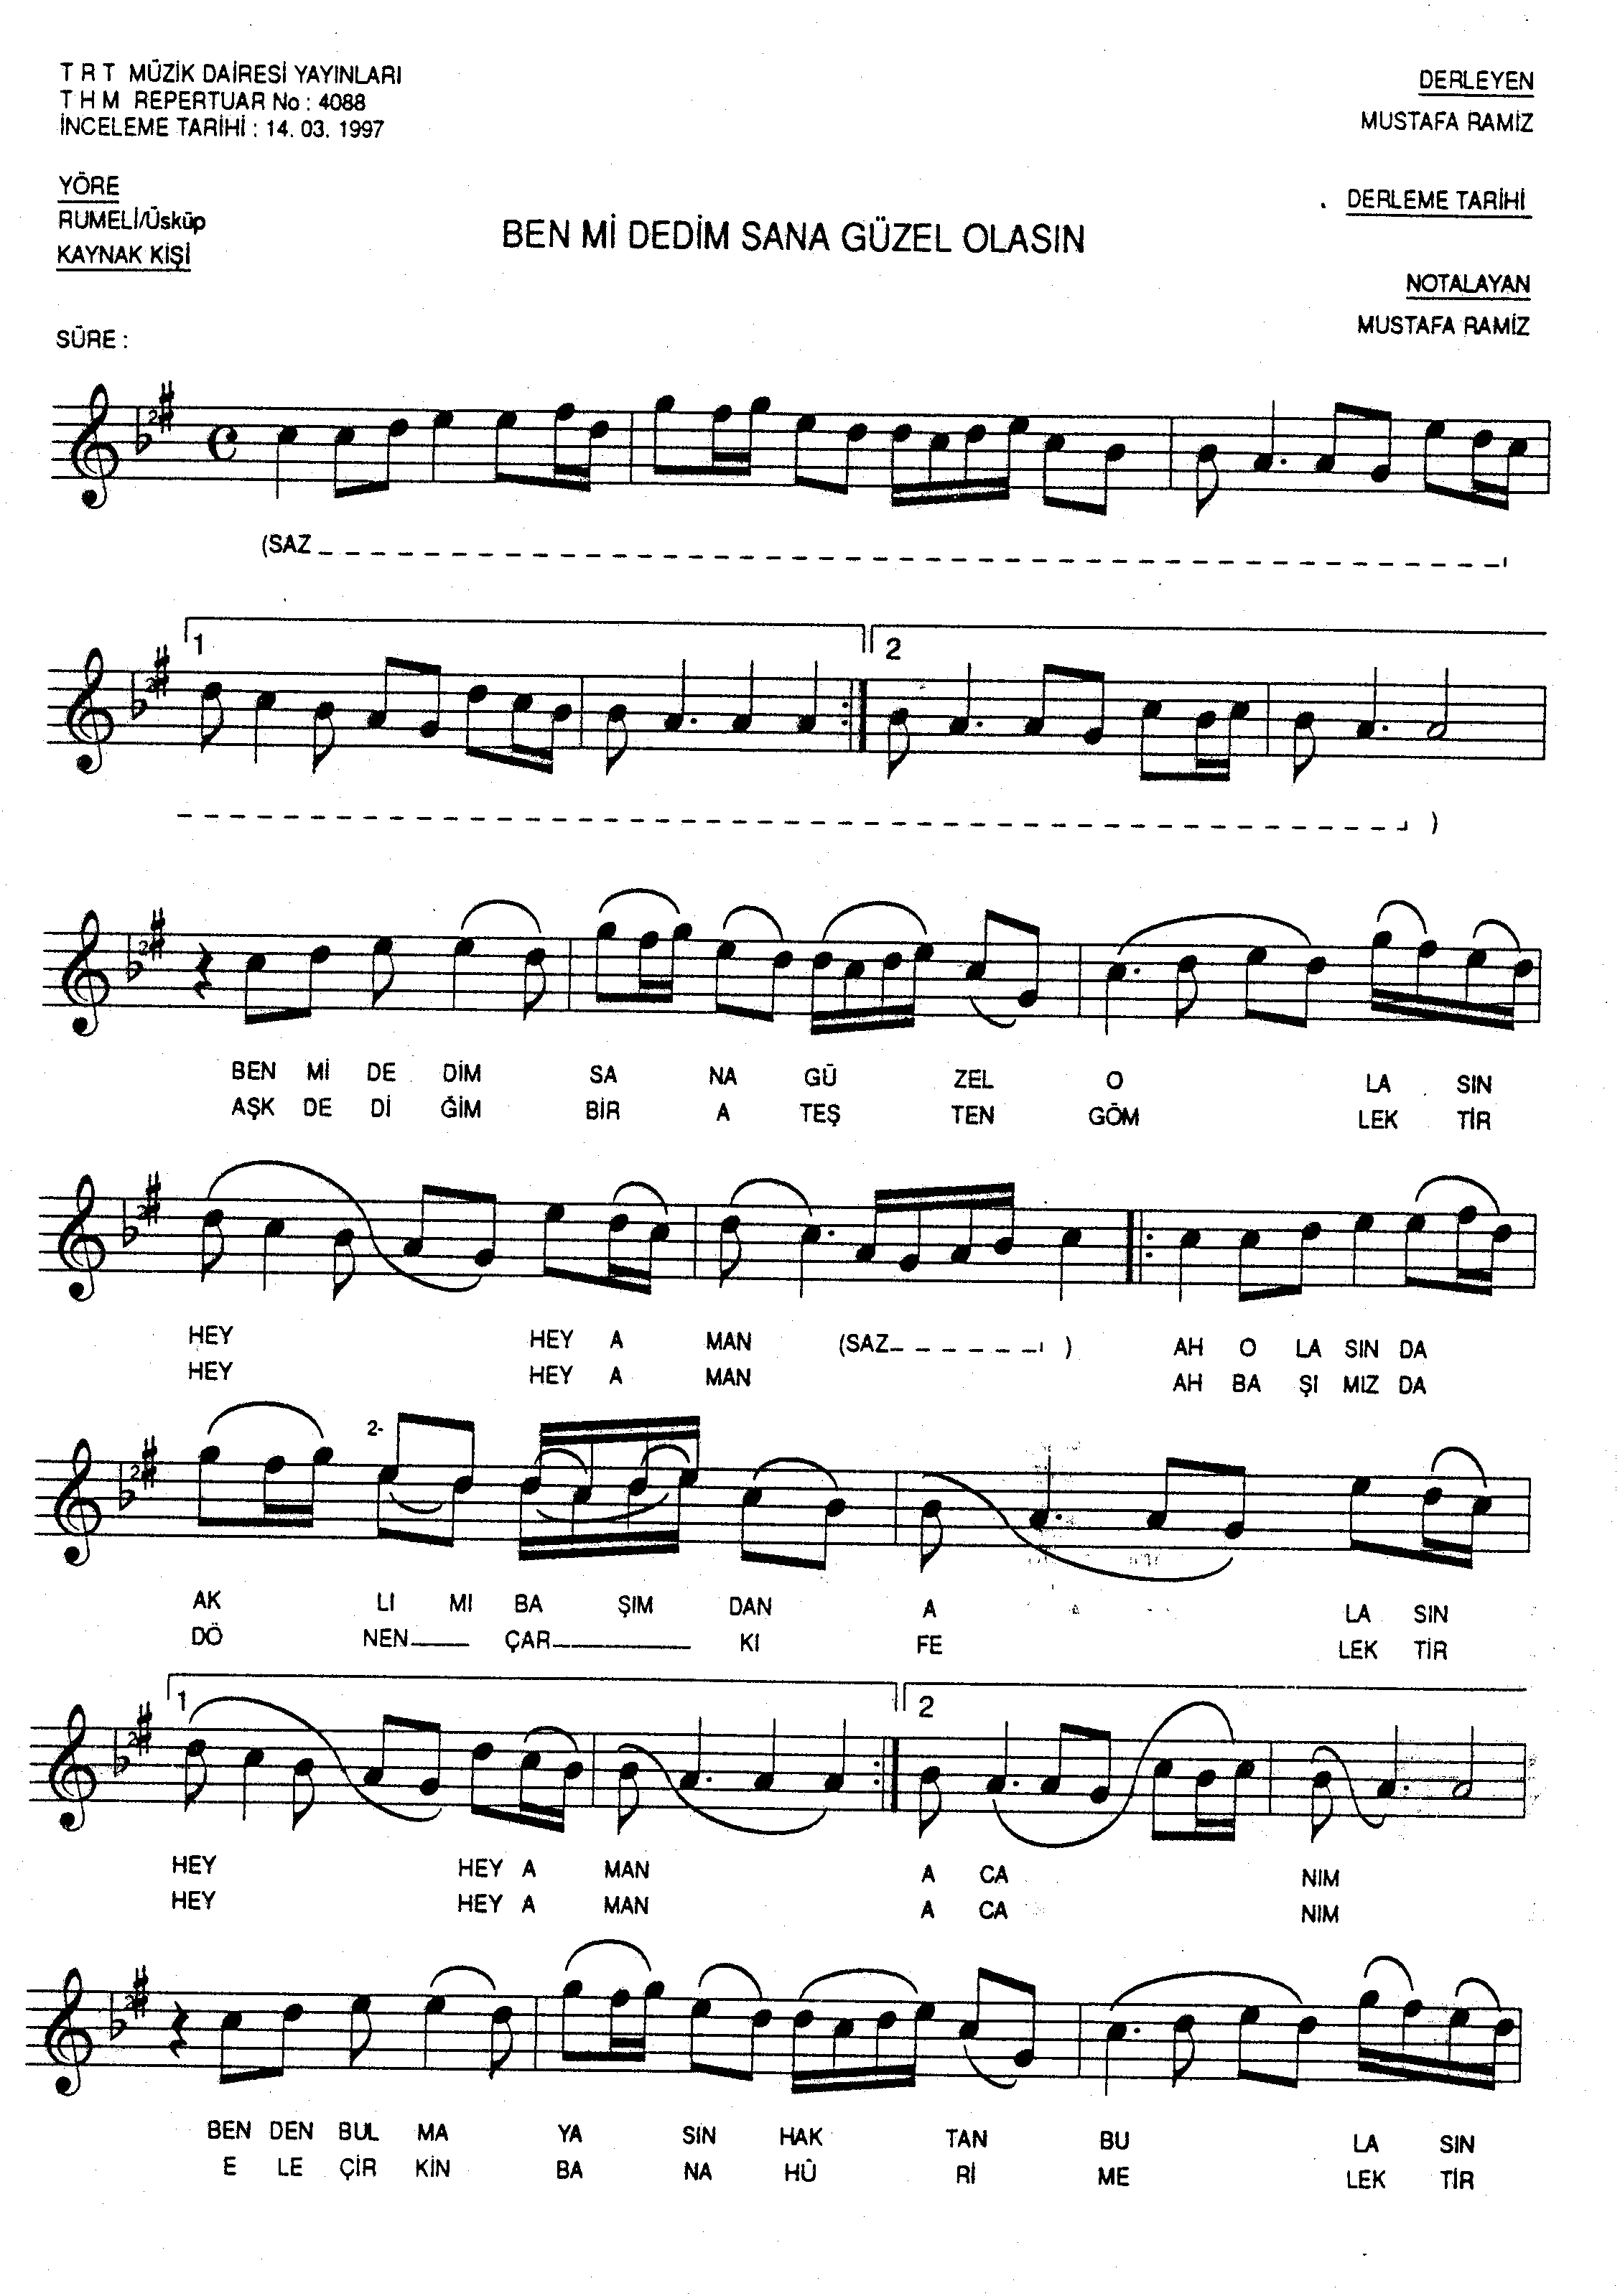 T R T MÜZİK DAİRESİ YAYINLARI
T H M REPERTUAR No : 4088
İNCELEME TARİHİ : 14. 03. 1997
DERLEYEN
MUSTAFA RAMİZ
YÖRE
RUMELİ/Üsküp
KAYNAK KİŞİ
DERLEME TARİHİ
BEN Mİ DEDİM SANA GÜZEL OLASIN
NOTALAYAN
MUSTAFA RAMİZ
SÜRE :
(SAZ
1 2
)
BEN Mİ DE DİM SA NA GÜ ZEL O LA SIN
AŞK DE Dİ ĞİM BİR A TEŞ TEN GÖM LEK TİR
HEY HEY A MAN (SAZ ) AH O LA SIN DA
HEY HEY A MAN AH BA ŞI MIZ DA
2-
AK LI MI BA ŞIM DAN A LA SIN
DÖ NEN ÇAR KI FE LEK TİR
1 2
HEY HEY A MAN A CA NIM
HEY HEY A MAN A CA NIM
BEN DEN BUL MA YA SIN HAK TAN BU LA SIN
E LE ÇİR KİN BA NA HÛ Rİ ME LEK TİR